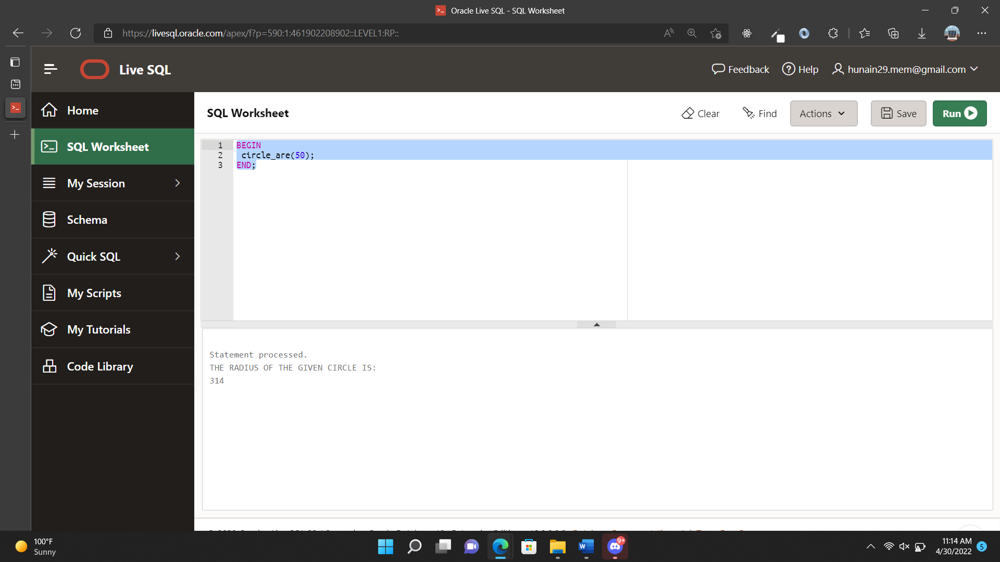 Oracle Live SQL - SQL Worksheet
https://livesql.oracle.com/apex/f?p=590:1:461902208902::LEVEL1:RP::
Live SQL
Feedback
Help
hunain29.mem@gmail.com
Home
SQL Worksheet
My Session
Schema
Quick SQL
My Scripts
My Tutorials
Code Library
SQL Worksheet
Clear
Find
Actions
Save
Run
1 BEGIN
2 circle_are(50);
3 END;
Statement processed.
THE RADIUS OF THE GIVEN CIRCLE IS:
314
100°F
Sunny
9+
11:14 AM
4/30/2022
5